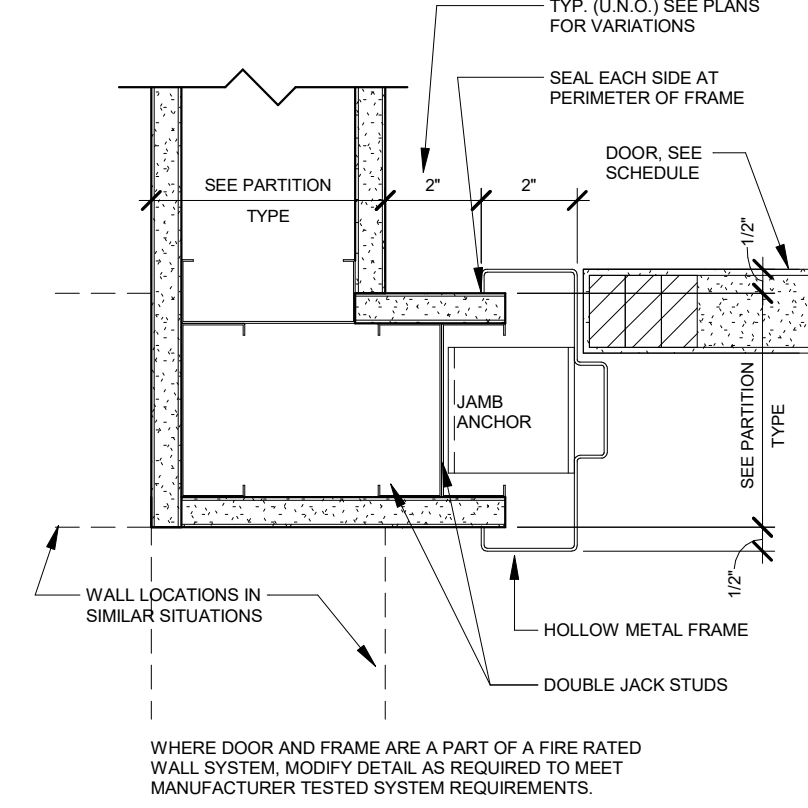 TYP. (U.N.O.) SEE PLANS
FOR VARIATIONS
SEAL EACH SIDE AT
PERIMETER OF FRAME
DOOR, SEE
SCHEDULE
SEE PARTITION
TYPE
2"
2"
1/2"
JAMB
ANCHOR
SEE PARTITION
TYPE
1/2"
WALL LOCATIONS IN
SIMILAR SITUATIONS
HOLLOW METAL FRAME
DOUBLE JACK STUDS
WHERE DOOR AND FRAME ARE A PART OF A FIRE RATED
WALL SYSTEM, MODIFY DETAIL AS REQUIRED TO MEET
MANUFACTURER TESTED SYSTEM REQUIREMENTS.